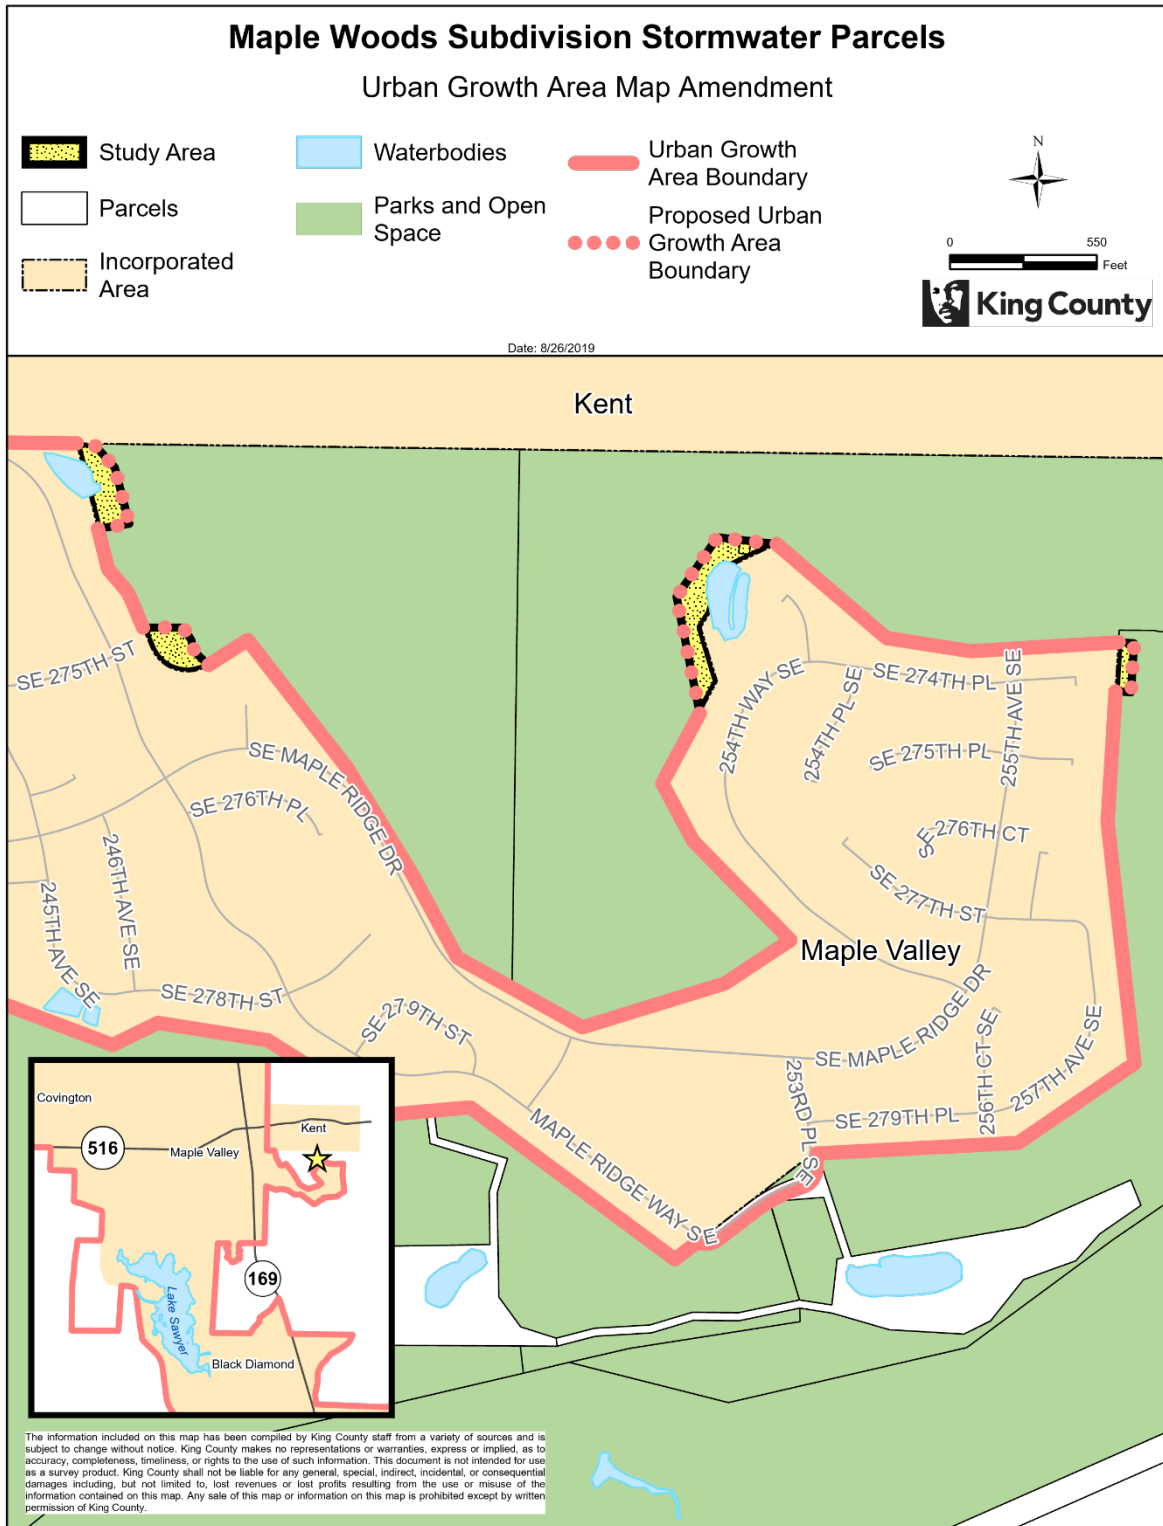 Maple Woods Subdivision Stormwater Parcels
Urban Growth Area Map Amendment
Study Area
Parcels
Incorporated
Area
Waterbodies
Parks and Open
Space
Urban Growth
Area Boundary
Proposed Urban
Growth Area
Boundary
N
0 550
Feet
King County
Date: 8/26/2019
Kent
SE 275TH ST
SE MAPLE RIDGE DR
SE 276TH PL
246TH AVE SE
245TH AVE SE
SE 278TH ST
SE 279TH ST
MAPLE RIDGE WAY SE
254TH WAY SE
254TH PL SE
SE 274TH PL
255TH AVE SE
SE 275TH PL
SE 276TH CT
SE 277TH ST
Maple Valley
SE MAPLE RIDGE DR
253RD PL SE
SE 279TH PL
256TH CT SE
257TH AVE SE
Covington
516
Maple Valley
Kent
169
Lake Sawyer
Black Diamond
The information included on this map has been compiled by King County staff from a variety of sources and is
subject to change without notice. King County makes no representations or warranties, express or implied, as to
accuracy, completeness, timeliness, or rights to the use of such information. This document is not intended for use
as a survey product. King County shall not be liable for any general, special, indirect, incidental, or consequential
damages including, but not limited to, lost revenues or lost profits resulting from the use or misuse of the
information contained on this map. Any sale of this map or information on this map is prohibited except by written
permission of King County.